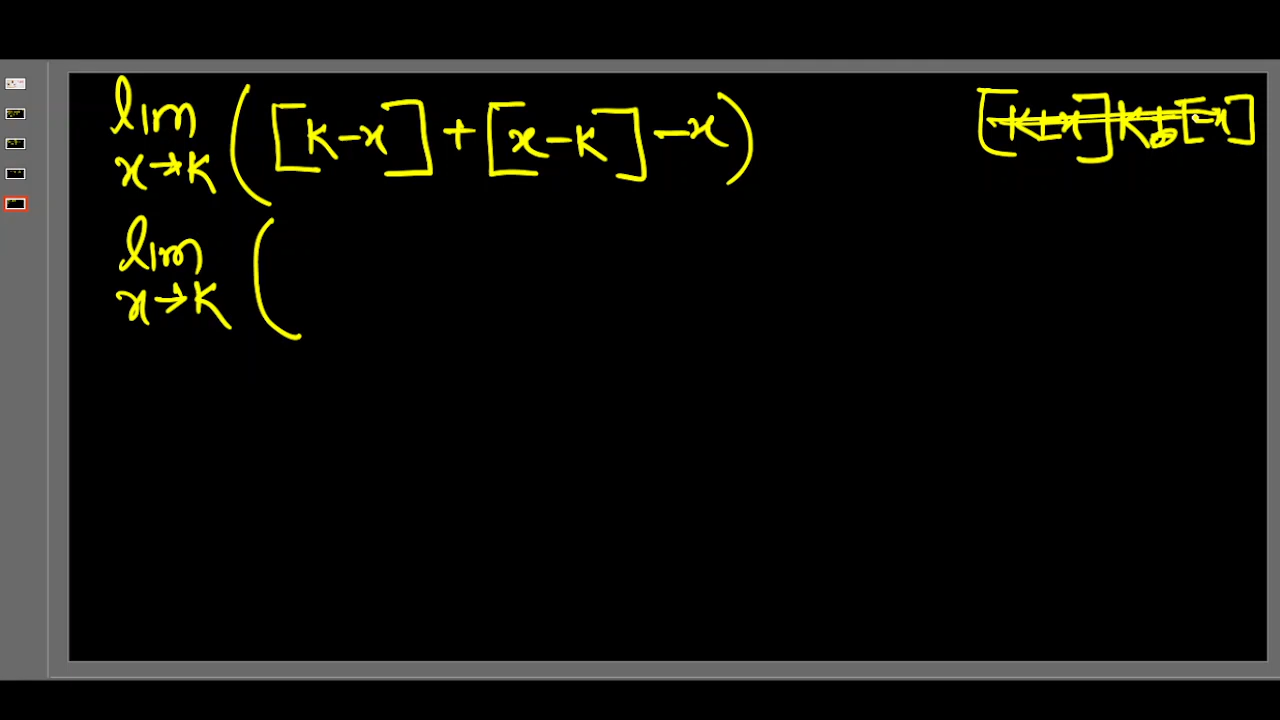 lim x→k ([k-x] + [x-k] -x)
lim x→k (